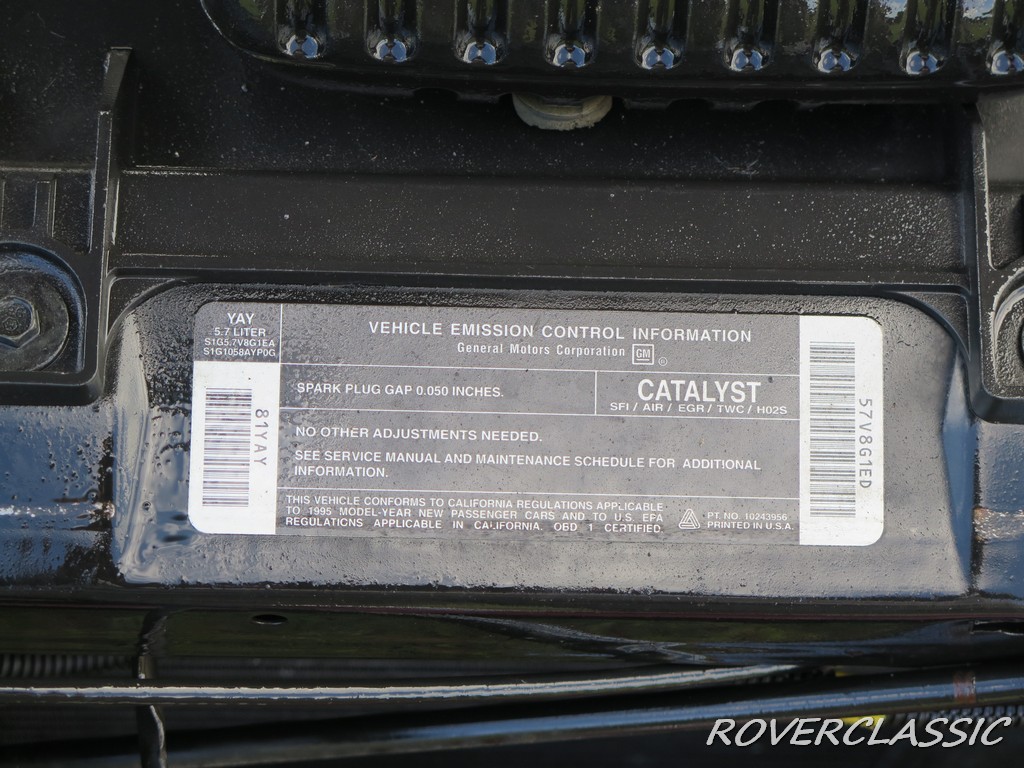 YAY
5.7 LITER
S1G5.7V8G1EA
S1G1058AYP0G
VEHICLE EMISSION CONTROL INFORMATION
General Motors Corporation GM ®
SPARK PLUG GAP 0.050 INCHES.
CATALYST
SFI / AIR / EGR / TWC / H02S
NO OTHER ADJUSTMENTS NEEDED.
SEE SERVICE MANUAL AND MAINTENANCE SCHEDULE FOR ADDITIONAL
INFORMATION.
THIS VEHICLE CONFORMS TO CALIFORNIA REGULATIONS APPLICABLE
TO 1995 MODEL-YEAR NEW PASSENGER CARS AND TO U.S. EPA
REGULATIONS APPLICABLE IN CALIFORNIA. OBD 1 CERTIFIED.
PT. NO. 10243956
PRINTED IN U.S.A.
81YAY
57V8G1ED
ROVERCLASSIC